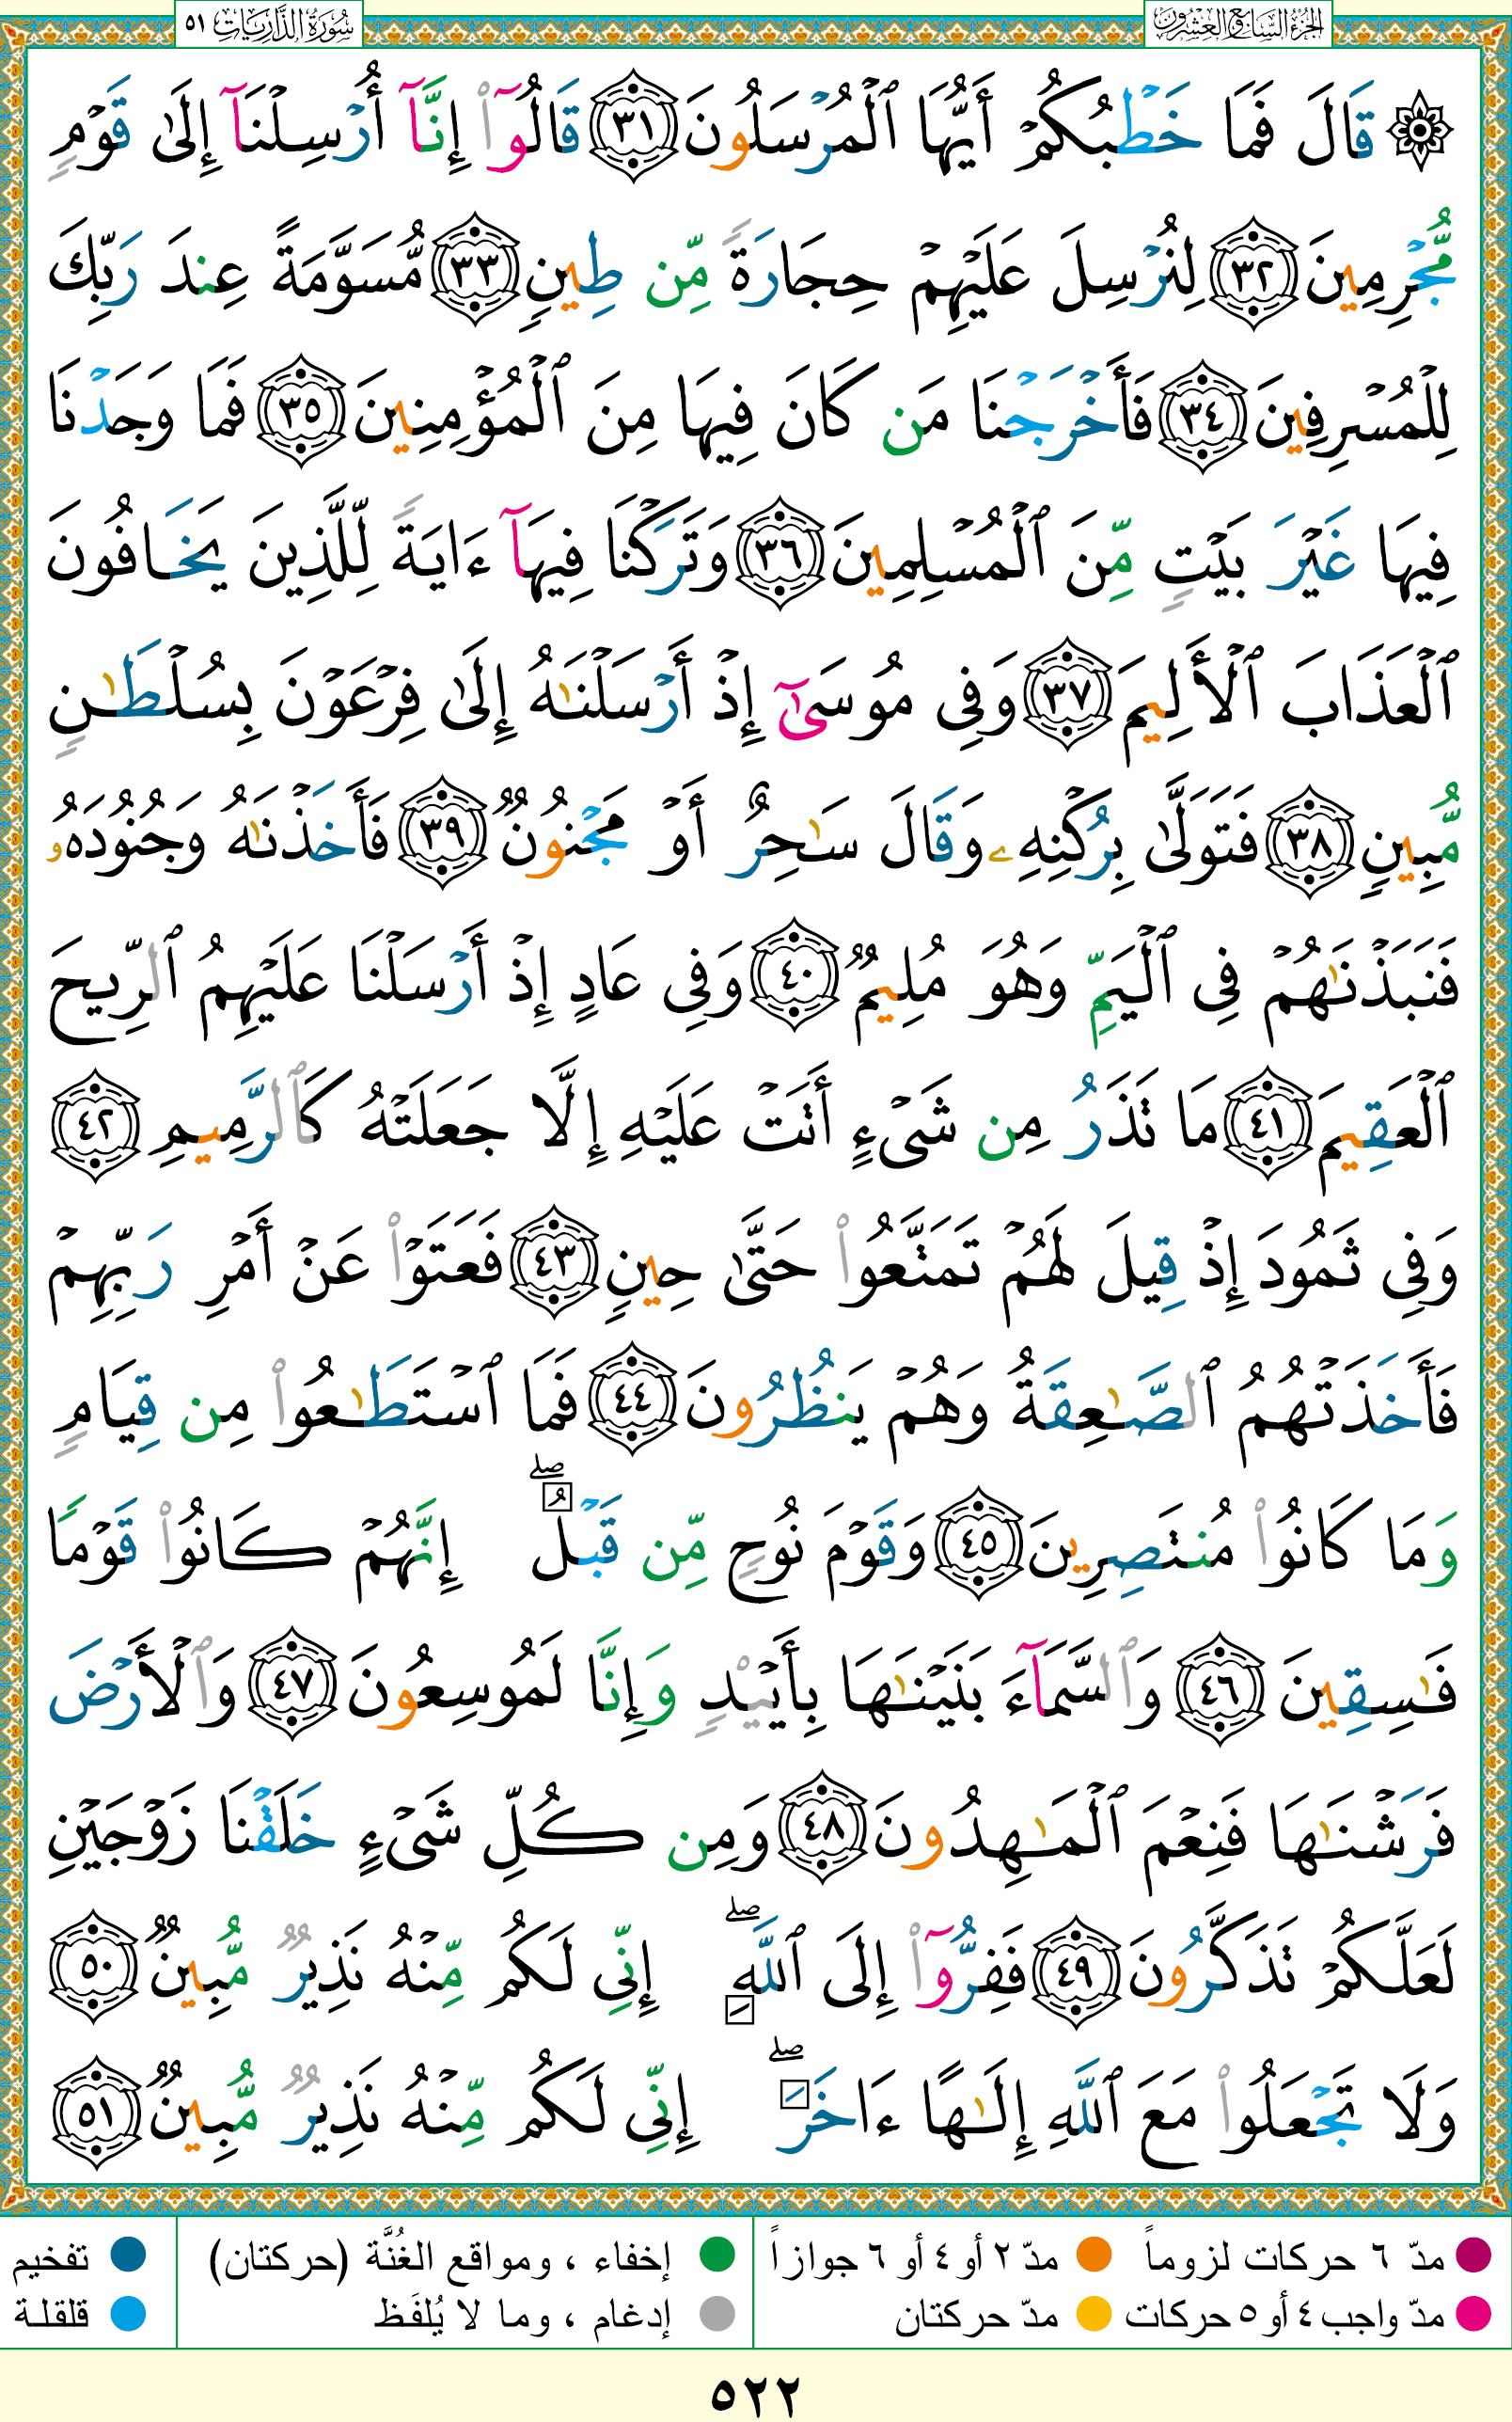 الجزء السابع والعشرون
سورة الذاريات ٥١
۞ قَالَ فَمَا خَطۡبُكُمۡ أَيُّهَا ٱلۡمُرۡسَلُونَ ٣١ قَالُوٓاْ إِنَّآ أُرۡسِلۡنَآ إِلَىٰ قَوۡمٖ
مُّجۡرِمِينَ ٣٢ لِنُرۡسِلَ عَلَيۡهِمۡ حِجَارَةٗ مِّن طِينٖ ٣٣ مُّسَوَّمَةً عِندَ رَبِّكَ
لِلۡمُسۡرِفِينَ ٣٤ فَأَخۡرَجۡنَا مَن كَانَ فِيهَا مِنَ ٱلۡمُؤۡمِنِينَ ٣٥ فَمَا وَجَدۡنَا
فِيهَا غَيۡرَ بَيۡتٖ مِّنَ ٱلۡمُسۡلِمِينَ ٣٦ وَتَرَكۡنَا فِيهَآ ءَايَةٗ لِّلَّذِينَ يَخَافُونَ
ٱلۡعَذَابَ ٱلۡأَلِيمَ ٣٧ وَفِي مُوسَىٰٓ إِذۡ أَرۡسَلۡنَٰهُ إِلَىٰ فِرۡعَوۡنَ بِسُلۡطَٰنٖ
مُّبِينٖ ٣٨ فَتَوَلَّىٰ بِرُكۡنِهِۦ وَقَالَ سَٰحِرٌ أَوۡ مَجۡنُونٞ ٣٩ فَأَخَذۡنَٰهُ وَجُنُودَهُۥ
فَنَبَذۡنَٰهُمۡ فِي ٱلۡيَمِّ وَهُوَ مُلِيمٞ ٤٠ وَفِي عَادٍ إِذۡ أَرۡسَلۡنَا عَلَيۡهِمُ ٱلرِّيحَ
ٱلۡعَقِيمَ ٤١ مَا تَذَرُ مِن شَيۡءٍ أَتَتۡ عَلَيۡهِ إِلَّا جَعَلَتۡهُ كَٱلرَّمِيمِ ٤٢
وَفِي ثَمُودَ إِذۡ قِيلَ لَهُمۡ تَمَتَّعُواْ حَتَّىٰ حِينٖ ٤٣ فَعَتَوۡاْ عَنۡ أَمۡرِ رَبِّهِمۡ
فَأَخَذَتۡهُمُ ٱلصَّٰعِقَةُ وَهُمۡ يَنظُرُونَ ٤٤ فَمَا ٱسۡتَطَٰعُواْ مِن قِيَامٖ
وَمَا كَانُواْ مُنتَصِرِينَ ٤٥ وَقَوۡمَ نُوحٖ مِّن قَبۡلُۖ إِنَّهُمۡ كَانُواْ قَوۡمٗا
فَٰسِقِينَ ٤٦ وَٱلسَّمَآءَ بَنَيۡنَٰهَا بِأَيۡيْدٖ وَإِنَّا لَمُوسِعُونَ ٤٧ وَٱلۡأَرۡضَ
فَرَشۡنَٰهَا فَنِعۡمَ ٱلۡمَٰهِدُونَ ٤٨ وَمِن كُلِّ شَيۡءٍ خَلَقۡنَا زَوۡجَيۡنِ
لَعَلَّكُمۡ تَذَكَّرُونَ ٤٩ فَفِرُّوٓاْ إِلَى ٱللَّهِۖ إِنِّي لَكُم مِّنۡهُ نَذِيرٞ مُّبِينٞ ٥٠
وَلَا تَجۡعَلُواْ مَعَ ٱللَّهِ إِلَٰهًا ءَاخَرَۖ إِنِّي لَكُم مِّنۡهُ نَذِيرٞ مُّبِينٞ ٥١
مدّ ٦ حركات لزوماً مدّ ٢ أو ٤ أو ٦ جوازاً إخفاء ، ومواقع الغُنَّة (حركتان) تفخيم
مدّ واجب ٤ أو ٥ حركات مدّ حركتان إدغام ، وما لا يُلفَظ قلقلة
٥٢٢